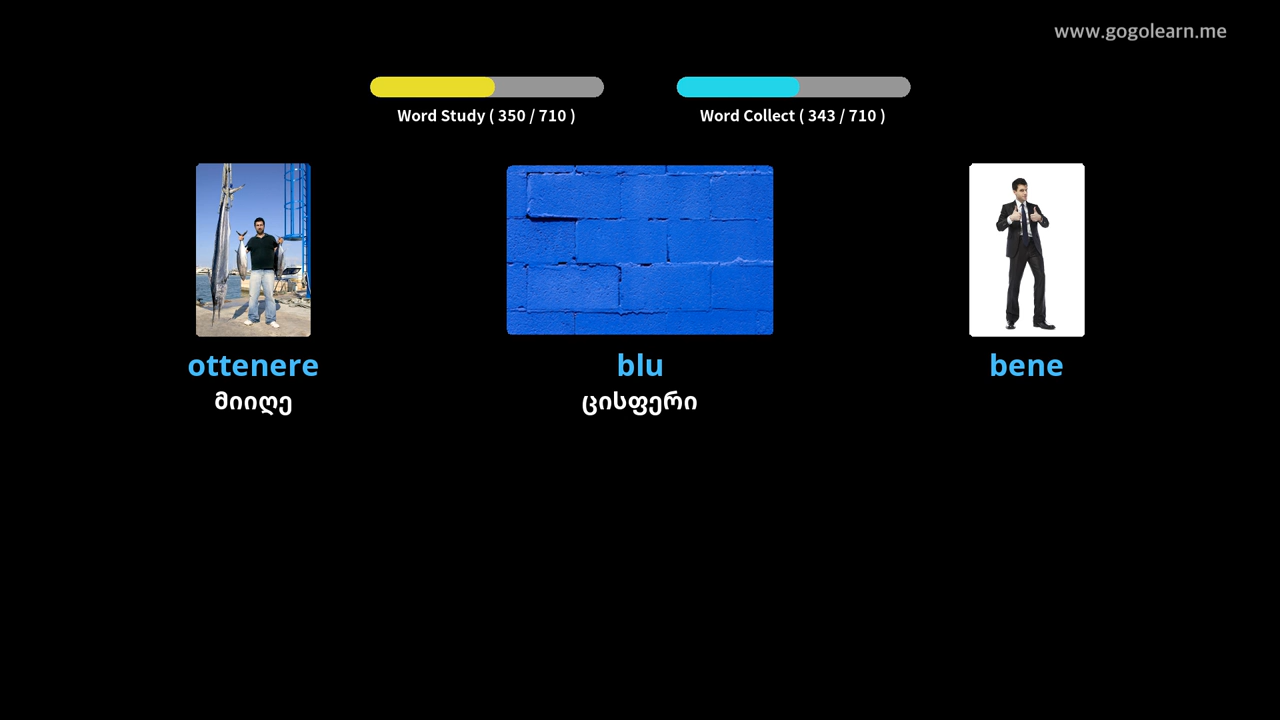 www.gogolearn.me
Word Study ( 350 / 710 )
Word Collect ( 343 / 710 )
ottenere
blu
bene
მიიღე
ცისფერი